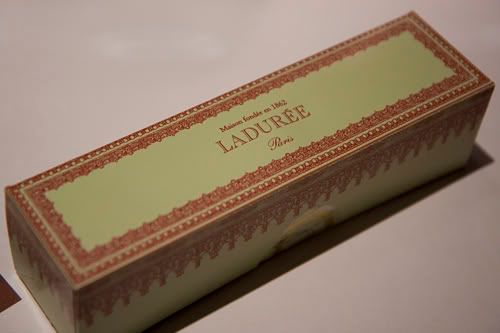 Maison fondée en 1862
LADURÉE
Paris